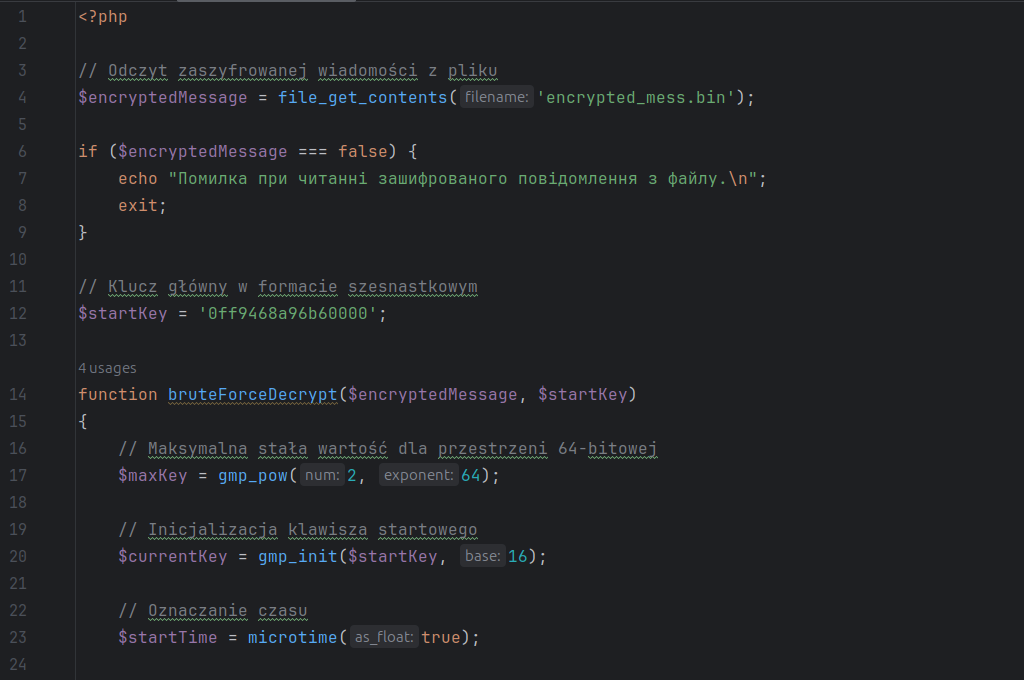 1 <?php
2
3 // Odczyt zaszyfrowanej wiadomości z pliku
4 $encryptedMessage = file_get_contents( filename: 'encrypted_mess.bin');
5
6 if ($encryptedMessage === false) {
7 echo "Помилка при читанні зашифрованого повідомлення з файлу.\n";
8 exit;
9 }
10
11 // Klucz główny w formacie szesnastkowym
12 $startKey = '0ff9468a96b60000';
13
4 usages
14 function bruteForceDecrypt($encryptedMessage, $startKey)
15 {
16 // Maksymalna stała wartość dla przestrzeni 64-bitowej
17 $maxKey = gmp_pow( num: 2, exponent: 64);
18
19 // Inicjalizacja klawisza startowego
20 $currentKey = gmp_init($startKey, base: 16);
21
22 // Oznaczanie czasu
23 $startTime = microtime( as_float: true);
24